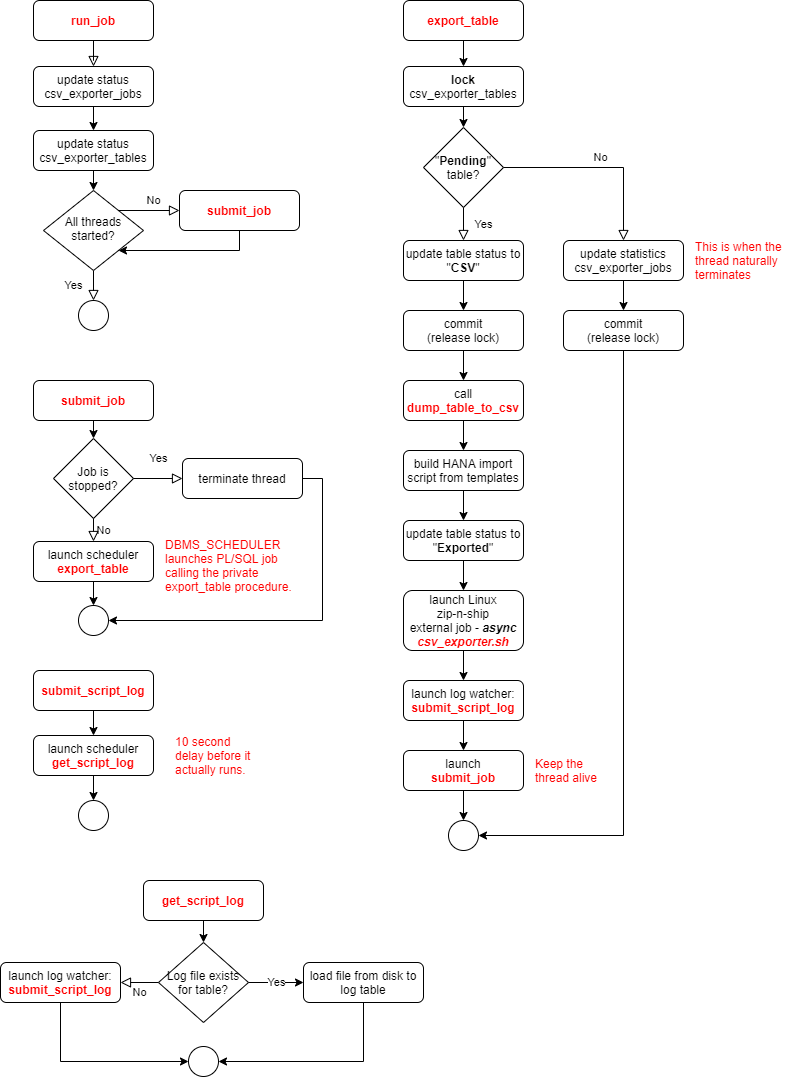 run_job
update status
csv_exporter_jobs
update status
csv_exporter_tables
All threads
started?
No
submit_job
Yes
export_table
lock
csv_exporter_tables
"Pending"
table?
No
Yes
update table status to
"CSV"
update statistics
csv_exporter_jobs
This is when the
thread naturally
terminates
commit
(release lock)
commit
(release lock)
call
dump_table_to_csv
build HANA import
script from templates
update table status to
"Exported"
launch Linux
zip-n-ship
external job - async
csv_exporter.sh
launch log watcher:
submit_script_log
launch
submit_job
Keep the
thread alive
submit_job
Job is
stopped?
Yes
terminate thread
No
launch scheduler
export_table
DBMS_SCHEDULER
launches PL/SQL job
calling the private
export_table procedure.
submit_script_log
launch scheduler
get_script_log
10 second
delay before it
actually runs.
get_script_log
Log file exists
for table?
No
launch log watcher:
submit_script_log
Yes
load file from disk to
log table